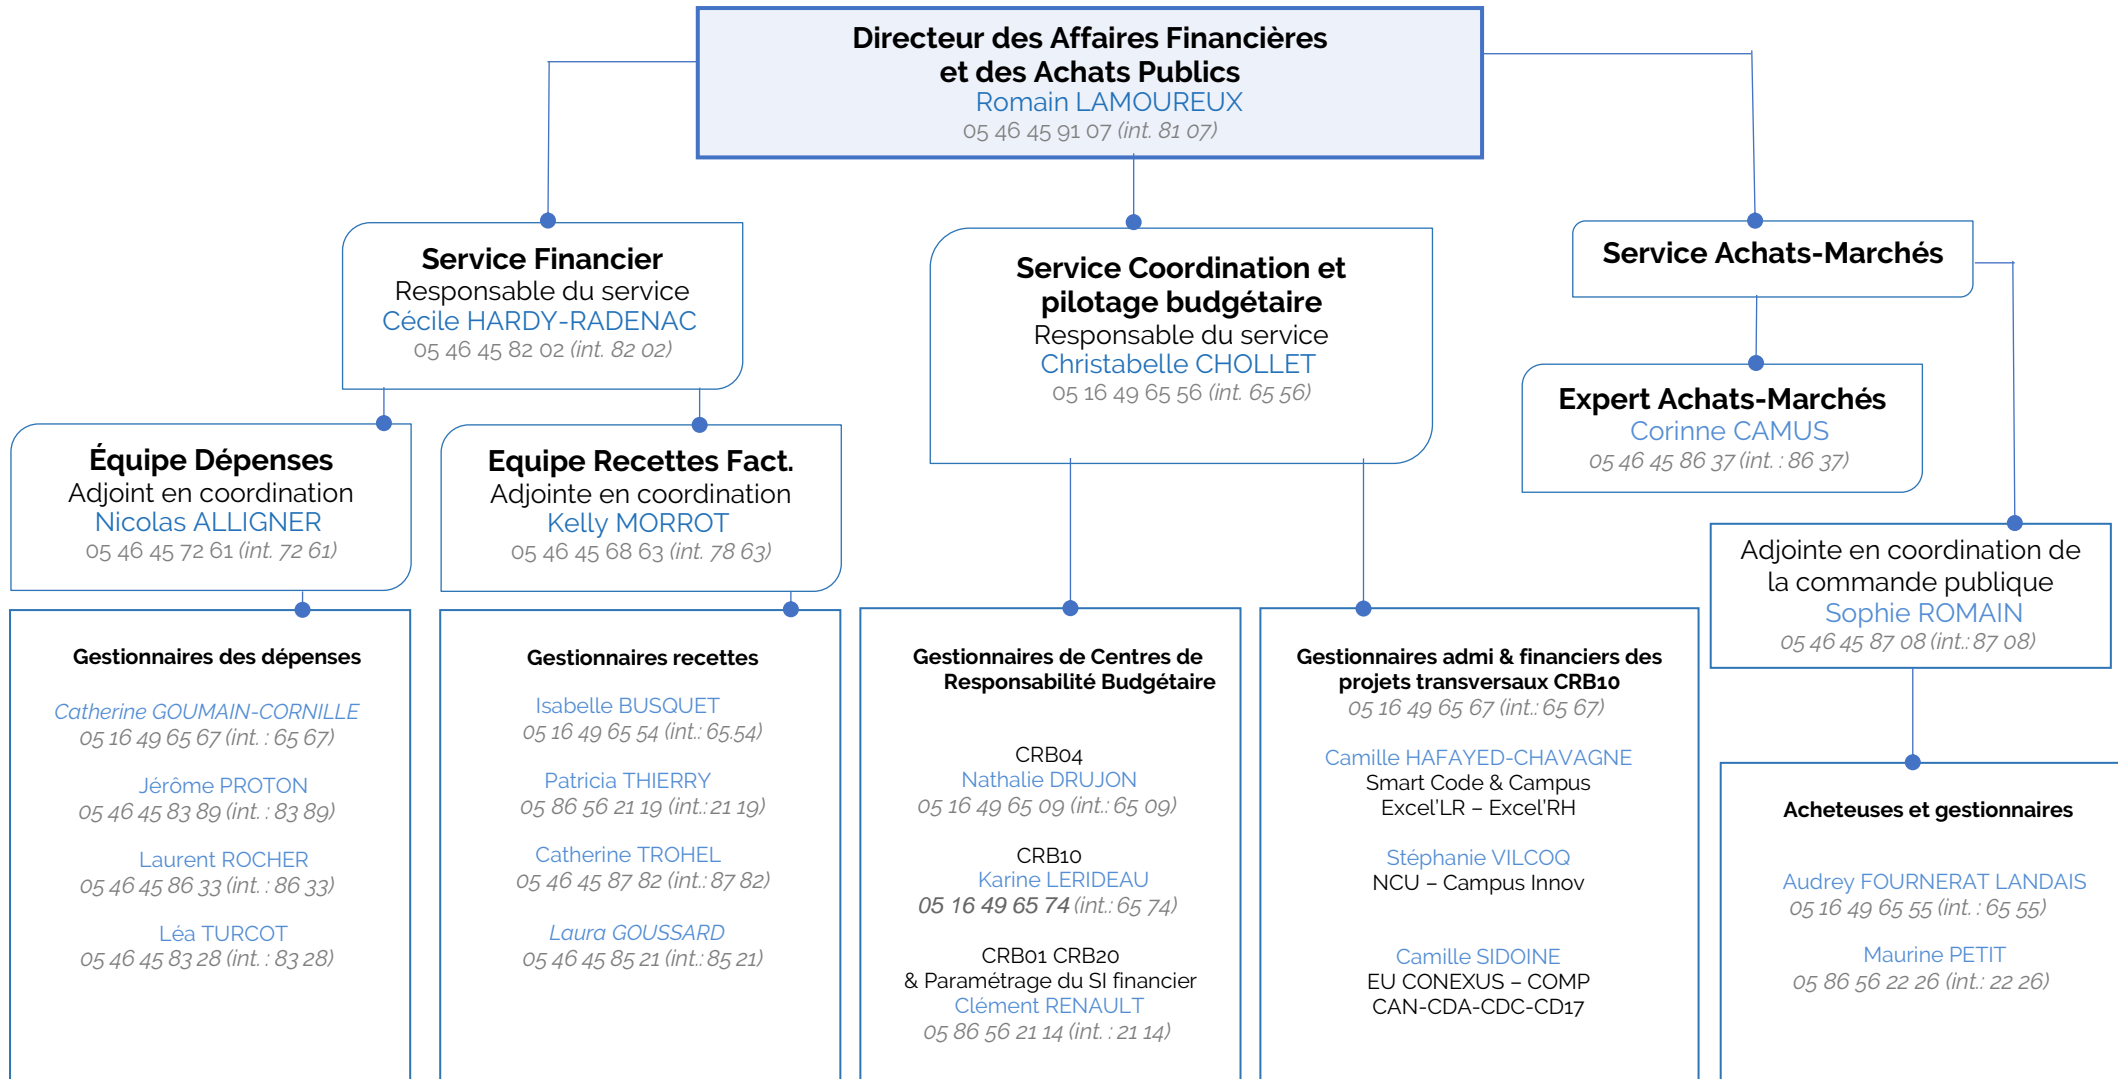 Directeur des Affaires Financières
et des Achats Publics
Romain LAMOUREUX
05 46 45 91 07 (int. 81 07)
Service Financier
Responsable du service
Cécile HARDY-RADENAC
05 46 45 82 02 (int. 82 02)
Service Coordination et
pilotage budgétaire
Responsable du service
Christabelle CHOLLET
05 16 49 65 56 (int. 65 56)
Service Achats-Marchés
Expert Achats-Marchés
Corinne CAMUS
05 46 45 86 37 (int. : 86 37)
Équipe Dépenses
Adjoint en coordination
Nicolas ALLIGNER
05 46 45 72 61 (int. 72 61)
Equipe Recettes Fact.
Adjointe en coordination
Kelly MORROT
05 46 45 68 63 (int. 78 63)
Adjointe en coordination de
la commande publique
Sophie ROMAIN
05 46 45 87 08 (int.: 87 08)
Gestionnaires des dépenses
Catherine GOUMAIN-CORNILLE
05 16 49 65 67 (int. : 65 67)
Jérôme PROTON
05 46 45 83 89 (int. : 83 89)
Laurent ROCHER
05 46 45 86 33 (int. : 86 33)
Léa TURCOT
05 46 45 83 28 (int. : 83 28)
Gestionnaires recettes
Isabelle BUSQUET
05 16 49 65 54 (int.: 65.54)
Patricia THIERRY
05 86 56 21 19 (int.: 21 19)
Catherine TROHEL
05 46 45 87 82 (int.: 87 82)
Laura GOUSSARD
05 46 45 85 21 (int.: 85 21)
Gestionnaires de Centres de
Responsabilité Budgétaire
CRB04
Nathalie DRUJON
05 16 49 65 09 (int.: 65 09)
CRB10
Karine LERIDEAU
05 16 49 65 74 (int.: 65 74)
CRB01 CRB20
& Paramétrage du SI financier
Clément RENAULT
05 86 56 21 14 (int. : 21 14)
Gestionnaires admi & financiers des
projets transversaux CRB10
05 16 49 65 67 (int.: 65 67)
Camille HAFAYED-CHAVAGNE
Smart Code & Campus
Excel'LR – Excel'RH
Stéphanie VILCOQ
NCU – Campus Innov
Camille SIDOINE
EU CONEXUS – COMP
CAN-CDA-CDC-CD17
Acheteuses et gestionnaires
Audrey FOURNERAT LANDAIS
05 16 49 65 55 (int. : 65 55)
Maurine PETIT
05 86 56 22 26 (int.: 22 26)